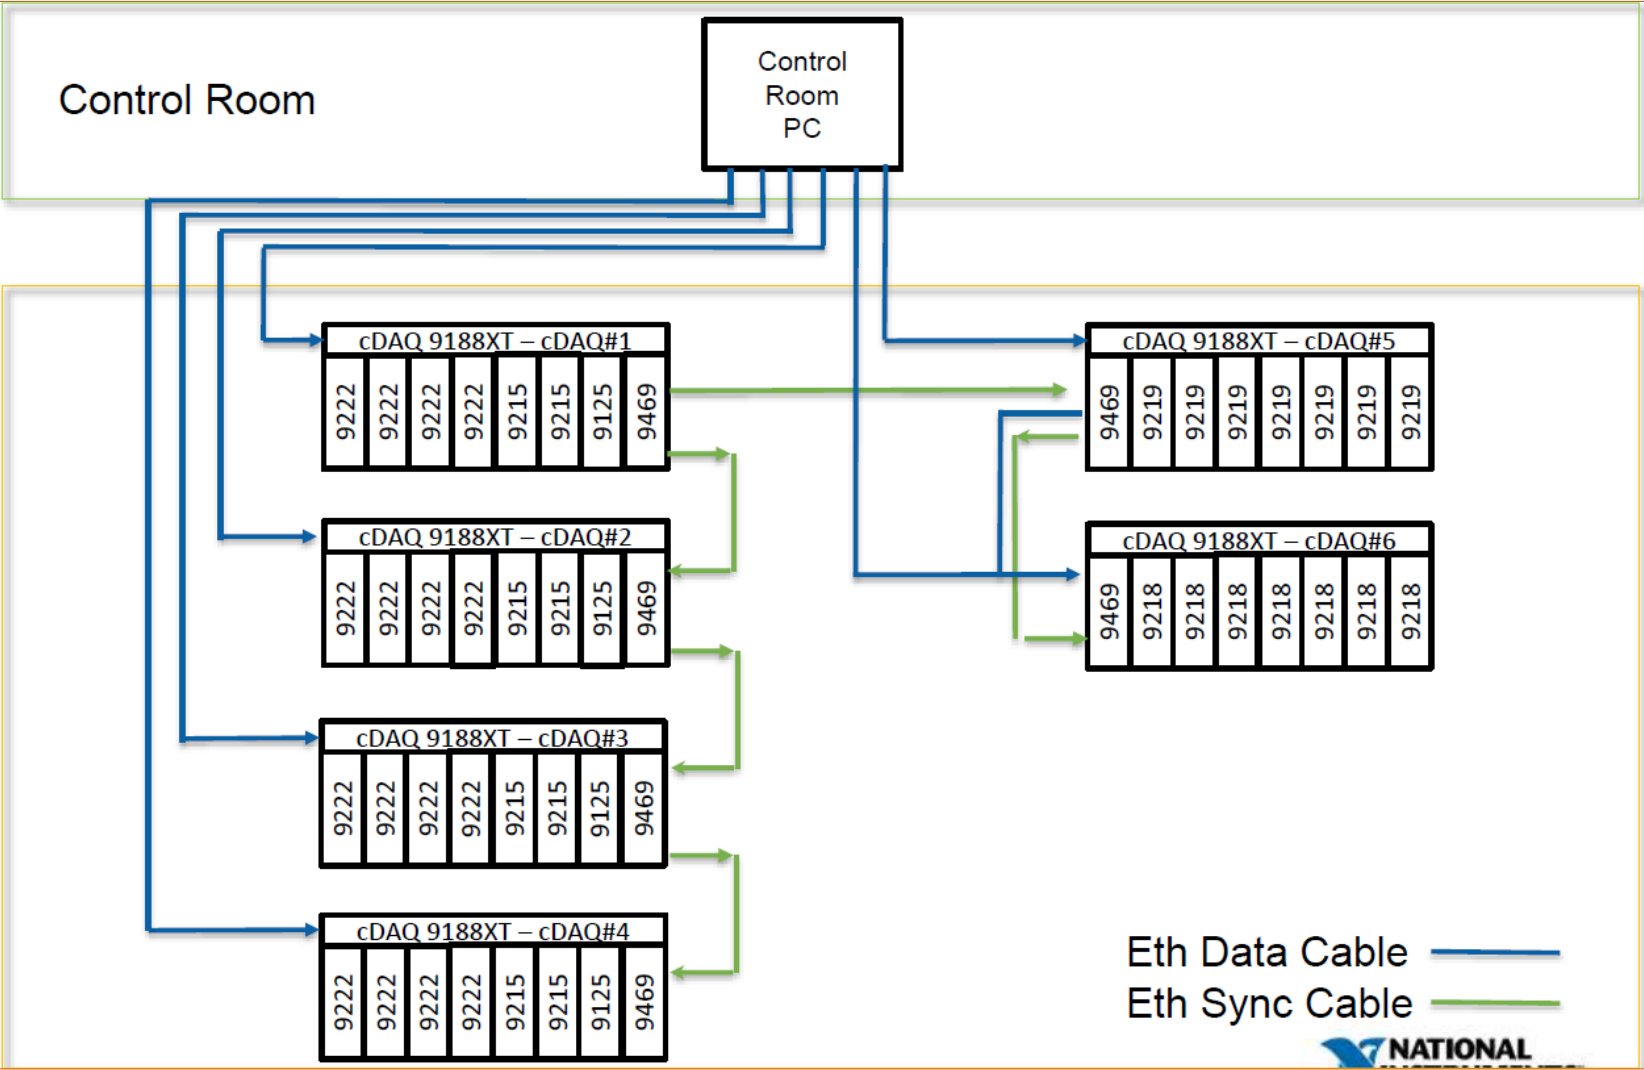 Control
Room
PC
Control Room
cDAQ 9188XT – cDAQ#1
9222 9222 9222 9222 9215 9215 9125 9469
cDAQ 9188XT – cDAQ#5
9469 9219 9219 9219 9219 9219 9219 9219
cDAQ 9188XT – cDAQ#2
9222 9222 9222 9222 9215 9215 9125 9469
cDAQ 9188XT – cDAQ#6
9469 9218 9218 9218 9218 9218 9218 9218
cDAQ 9188XT – cDAQ#3
9222 9222 9222 9222 9215 9215 9125 9469
cDAQ 9188XT – cDAQ#4
9222 9222 9222 9222 9215 9215 9125 9469
Eth Data Cable
Eth Sync Cable
NATIONAL